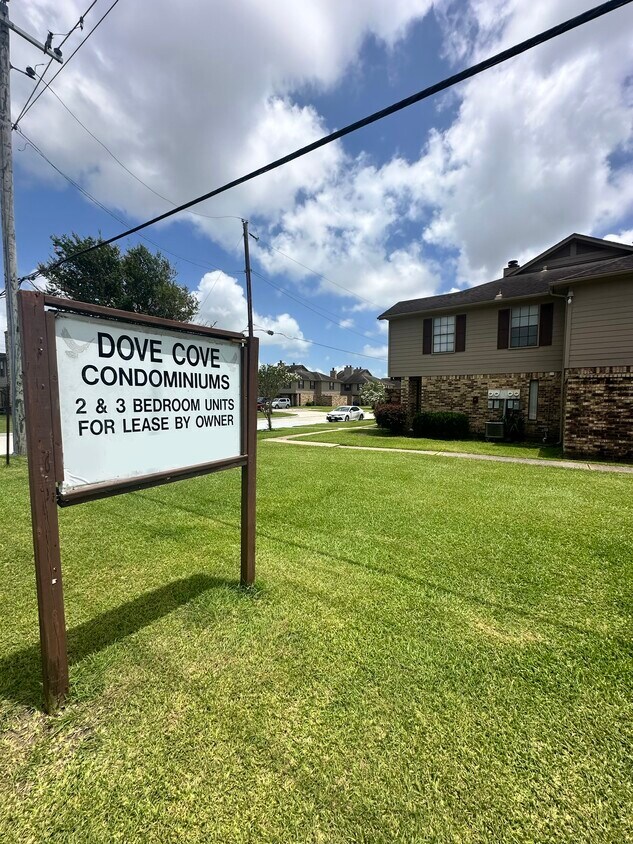 DOVE COVE
CONDOMINIUMS
2 & 3 BEDROOM UNITS
FOR LEASE BY OWNER